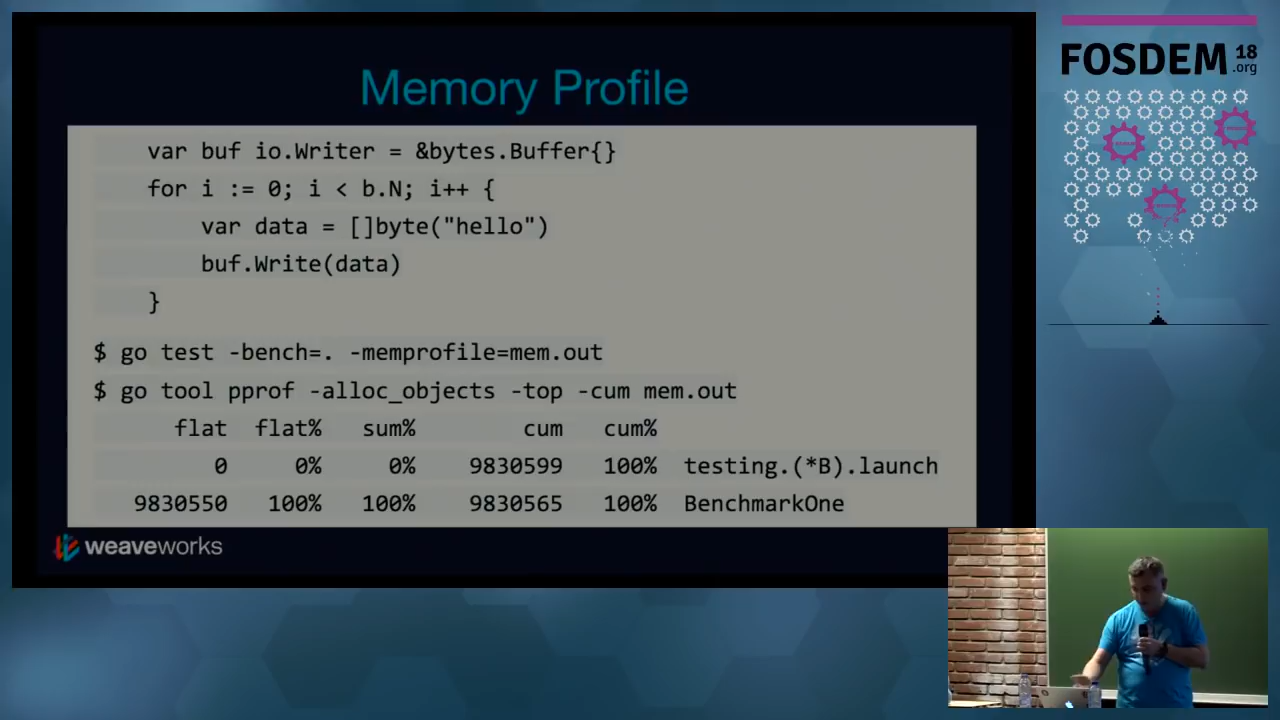 Memory Profile
var buf io.Writer = &bytes.Buffer{}
for i := 0; i < b.N; i++ {
var data = []byte("hello")
buf.Write(data)
}
$ go test -bench=. -memprofile=mem.out
$ go tool pprof -alloc_objects -top -cum mem.out
flat flat% sum% cum cum%
0 0% 0% 9830599 100% testing.(*B).launch
9830550 100% 100% 9830565 100% BenchmarkOne
weaveworks
FOSDEM 18
.org